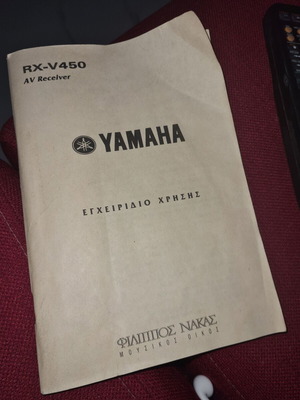 RX-V450
AV Receiver
YAMAHA
ΕΓΧΕΙΡΙΔΙΟ ΧΡΗΣΗΣ
ΦΙΛΙΠΠΟΣ ΝΑΚΑΣ
ΜΟΥΣΙΚΟΣ ΟΙΚΟΣ